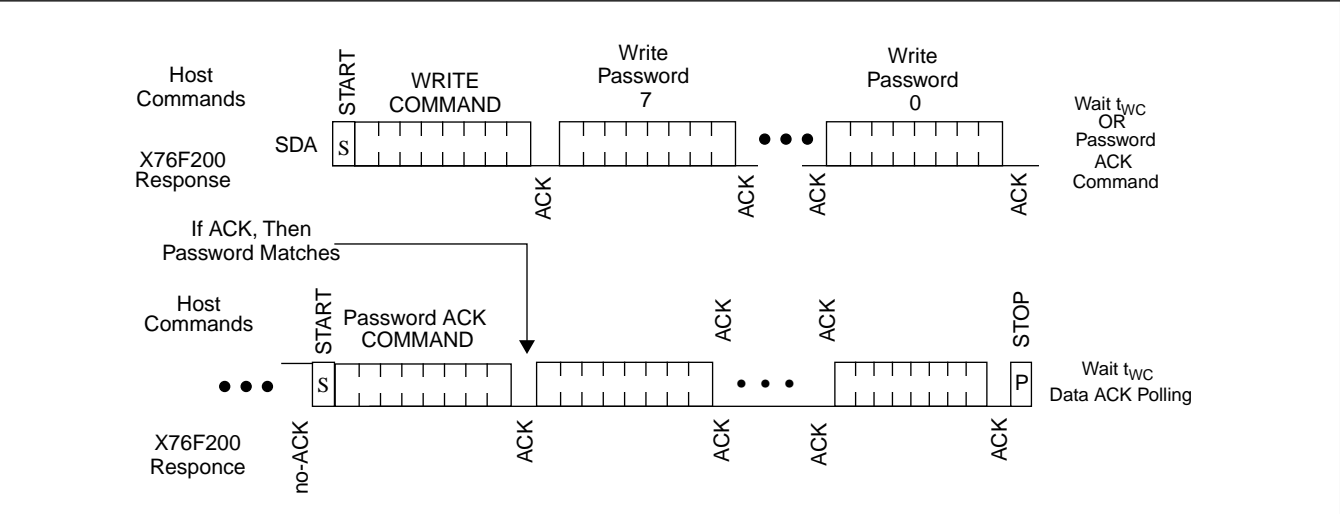 Host
Commands
START
WRITE
COMMAND
Write
Password
7
Write
Password
0
Wait tWC
OR
Password
ACK
Command
SDA
S
X76F200
Response
ACK
ACK
ACK
ACK
If ACK, Then
Password Matches
Host
Commands
START
Password ACK
COMMAND
ACK
ACK
STOP
S
P
Wait tWC
Data ACK Polling
X76F200
Responce
no-ACK
ACK
ACK
ACK
ACK